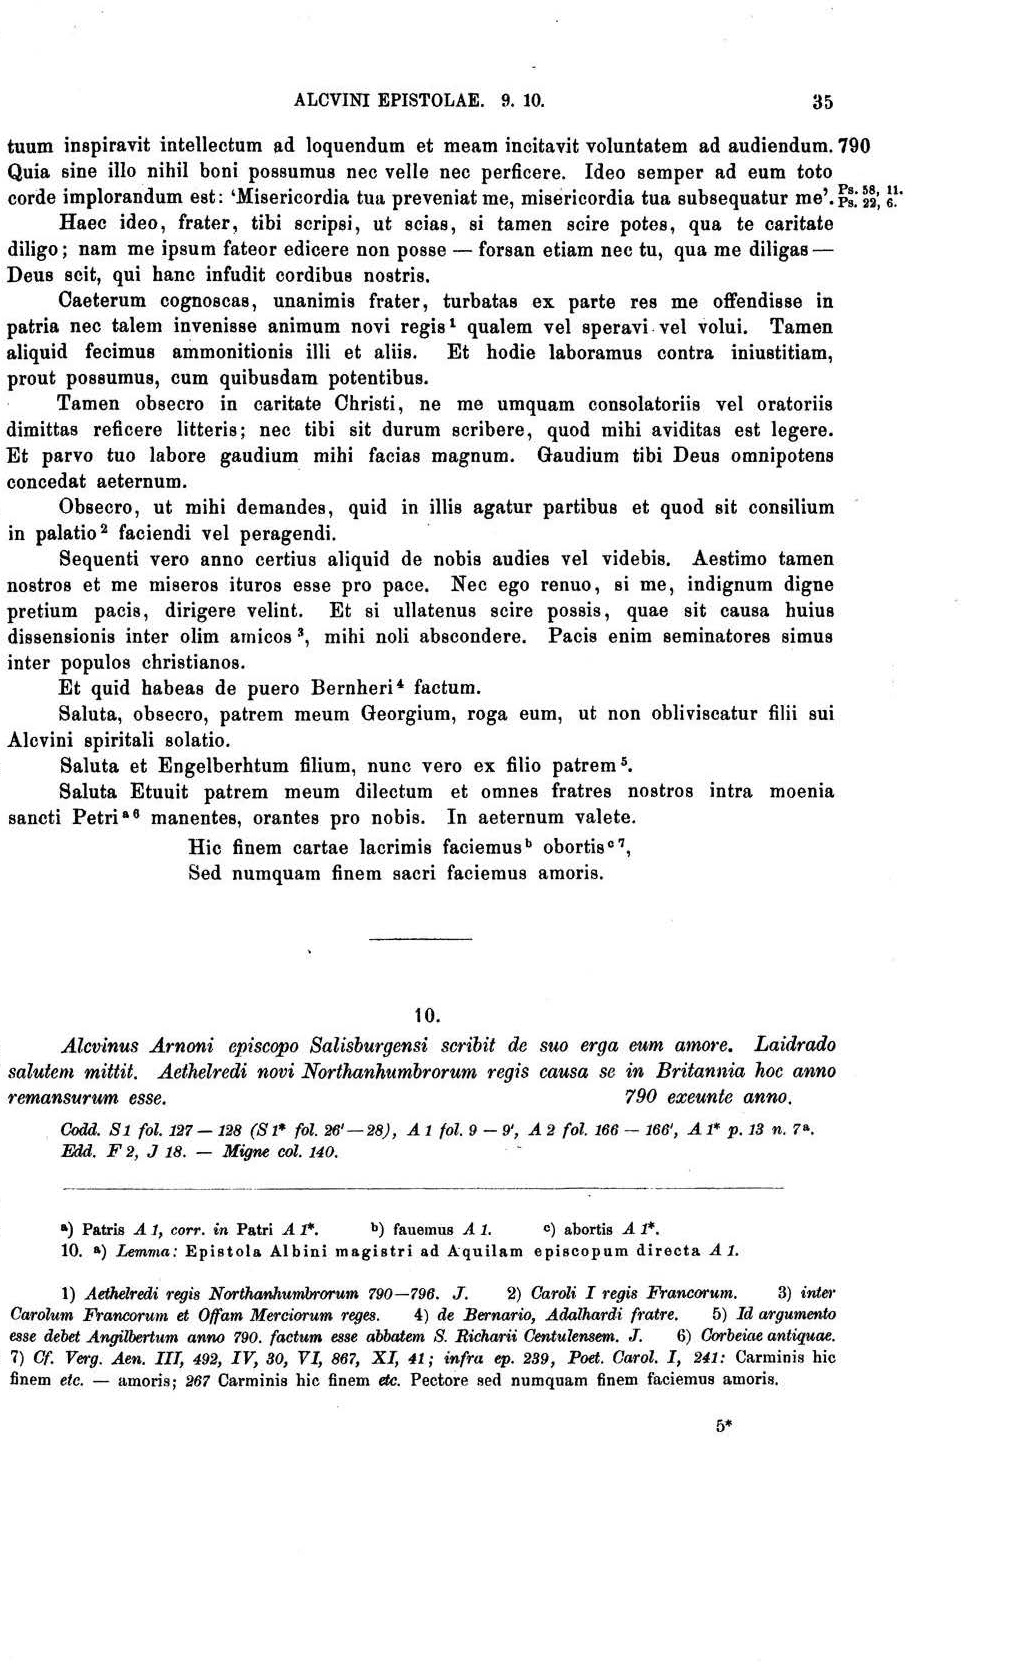 ALCVINI EPISTOLAE. 9. 10. 35
tuum inspiravit intellectum ad loquendum et meam incitavit voluntatem ad audiendum. 790
Quia sine illo nihil boni possumus nec velle nec perficere. Ideo semper ad eum toto
corde implorandum est: ‘Misericordia tua preveniat me, misericordia tua subsequatur me’. Ps. 58, 11. Ps. 22, 6.
Haec ideo, frater, tibi scripsi, ut scias, si tamen scire potes, qua te caritate
diligo; nam me ipsum fateor edicere non posse — forsan etiam nec tu, qua me diligas —
Deus scit, qui hanc infudit cordibus nostris.
Caeterum cognoscas, unanimis frater, turbatas ex parte res me offendisse in
patria nec talem invenisse animum novi regis¹ qualem vel speravi vel volui. Tamen
aliquid fecimus ammonitionis illi et aliis. Et hodie laboramus contra iniustitiam,
prout possumus, cum quibusdam potentibus.
Tamen obsecro in caritate Christi, ne me umquam consolatoriis vel oratoriis
dimittas reficere litteris; nec tibi sit durum scribere, quod mihi aviditas est legere.
Et parvo tuo labore gaudium mihi facias magnum. Gaudium tibi Deus omnipotens
concedat aeternum.
Obsecro, ut mihi demandes, quid in illis agatur partibus et quod sit consilium
in palatio² faciendi vel peragendi.
Sequenti vero anno certius aliquid de nobis audies vel videbis. Aestimo tamen
nostros et me miseros ituros esse pro pace. Nec ego renuo, si me, indignum digne
pretium pacis, dirigere velint. Et si ullatenus scire possis, quae sit causa huius
dissensionis inter olim amicos³, mihi noli abscondere. Pacis enim seminatores simus
inter populos christianos.
Et quid habeas de puero Bernheri⁴ factum.
Saluta, obsecro, patrem meum Georgium, roga eum, ut non obliviscatur filii sui
Alcvini spiritali solatio.
Saluta et Engelberhtum filium, nunc vero ex filio patrem⁵.
Saluta Etuuit patrem meum dilectum et omnes fratres nostros intra moenia
sancti Petriᵃ⁶ manentes, orantes pro nobis. In aeternum valete.
Hic finem cartae lacrimis faciemusᵇ obortisᶜ⁷,
Sed numquam finem sacri faciemus amoris.
10.
Alcvinus Arnoni episcopo Salisburgensi scribit de suo erga eum amore. Laidrado
salutem mittit. Aethelredi novi Northanhumbrorum regis causa se in Britannia hoc anno
remansurum esse. 790 exeunte anno.
Codd. S1 fol. 127 — 128 (S1* fol. 26'—28), A 1 fol. 9 — 9', A 2 fol. 166 — 166', A 1* p. 13 n. 7ᵃ.
Edd. F 2, J 18. — Migne col. 140.
ᵃ) Patris A 1, corr. in Patri A 1*. ᵇ) fauemus A 1. ᶜ) abortis A 1*.
10. ᵃ) Lemma: Epistola Albini magistri ad Aquilam episcopum directa A 1.
1) Aethelredi regis Northanhumbrorum 790—796. J. 2) Caroli I regis Francorum. 3) inter
Carolum Francorum et Offam Merciorum reges. 4) de Bernario, Adalhardi fratre. 5) Id argumento
esse debet Angilbertum anno 790. factum esse abbatem S. Richarii Centulensem. J. 6) Corbeiae antiquae.
7) Cf. Verg. Aen. III, 492, IV, 30, VI, 867, XI, 41; infra ep. 239, Poet. Carol. I, 241: Carminis hic
finem etc. — amoris; 267 Carminis hic finem etc. Pectore sed numquam finem faciemus amoris.
5*